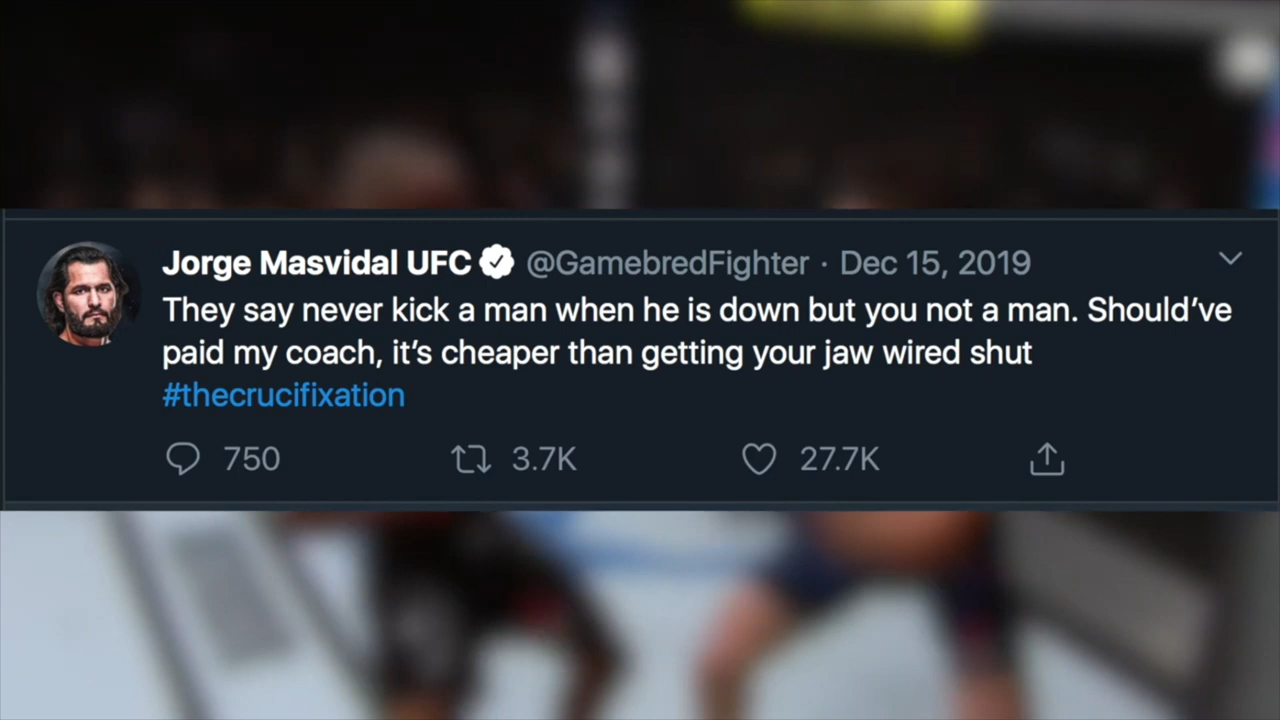 Jorge Masvidal UFC @GamebredFighter · Dec 15, 2019
They say never kick a man when he is down but you not a man. Should’ve
paid my coach, it’s cheaper than getting your jaw wired shut
#thecrucifixation
750 3.7K 27.7K